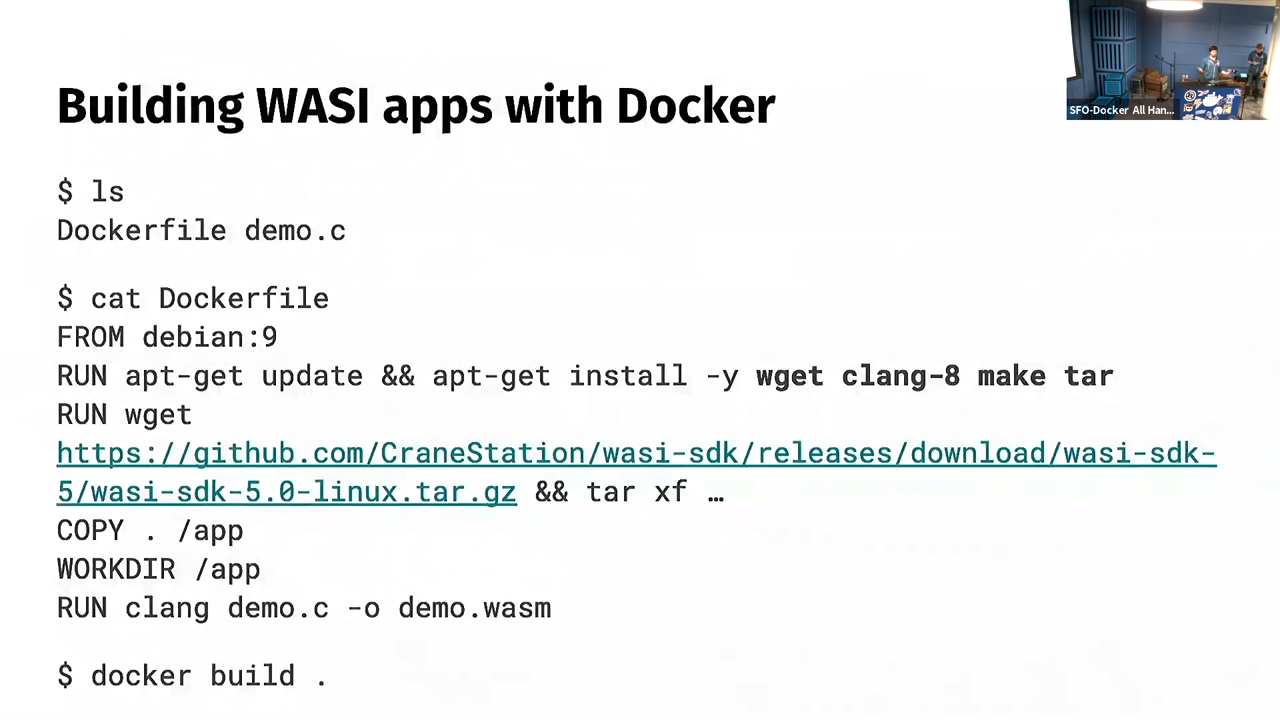 Building WASI apps with Docker
SFO-Docker All Han...
$ ls
Dockerfile demo.c
$ cat Dockerfile
FROM debian:9
RUN apt-get update && apt-get install -y wget clang-8 make tar
RUN wget
https://github.com/CraneStation/wasi-sdk/releases/download/wasi-sdk-
5/wasi-sdk-5.0-linux.tar.gz && tar xf …
COPY . /app
WORKDIR /app
RUN clang demo.c -o demo.wasm
$ docker build .